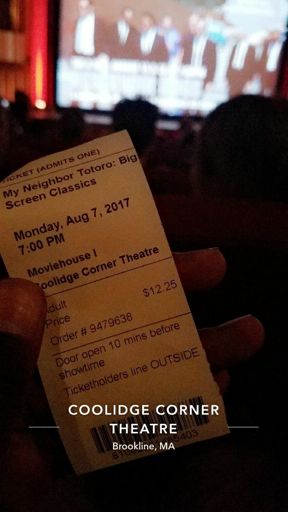 TICKET (ADMITS ONE)
My Neighbor Totoro: Big
Screen Classics
Monday, Aug 7, 2017
7:00 PM
Moviehouse I
Coolidge Corner Theatre
Adult
$12.25
Price
Order # 9479638
Door open 10 mins before
showtime
Ticketholders line OUTSIDE
COOLIDGE CORNER
THEATRE
Brookline, MA